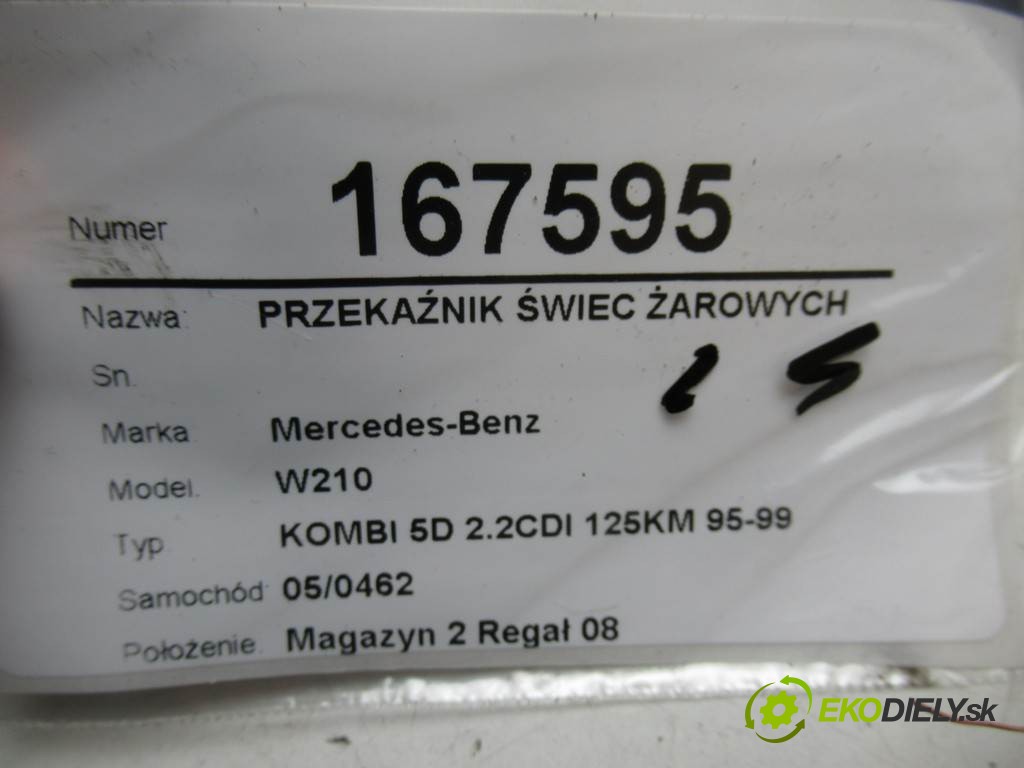 Numer 167595
Nazwa: PRZEKAŹNIK ŚWIEC ŻAROWYCH
Sn.
Marka Mercedes-Benz
Model. W210
Typ KOMBI 5D 2.2CDI 125KM 95-99
Samochód 05/0462
Położenie. Magazyn 2 Regał 08
EKODIELY.sk